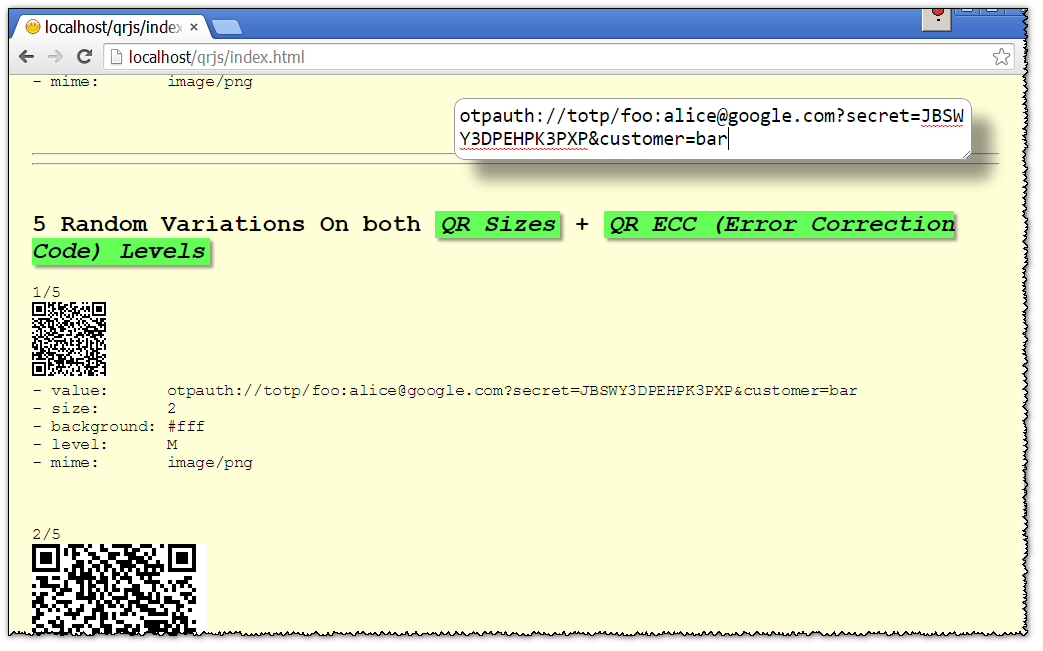 localhost/qrjs/index
localhost/qrjs/index.html
- mime: image/png
otpauth://totp/foo:alice@google.com?secret=JBSW
Y3DPEHPK3PXP&customer=bar
5 Random Variations On both QR Sizes + QR ECC (Error Correction
Code) Levels
1/5
- value: otpauth://totp/foo:alice@google.com?secret=JBSWY3DPEHPK3PXP&customer=bar
- size: 2
- background: #fff
- level: M
- mime: image/png
2/5